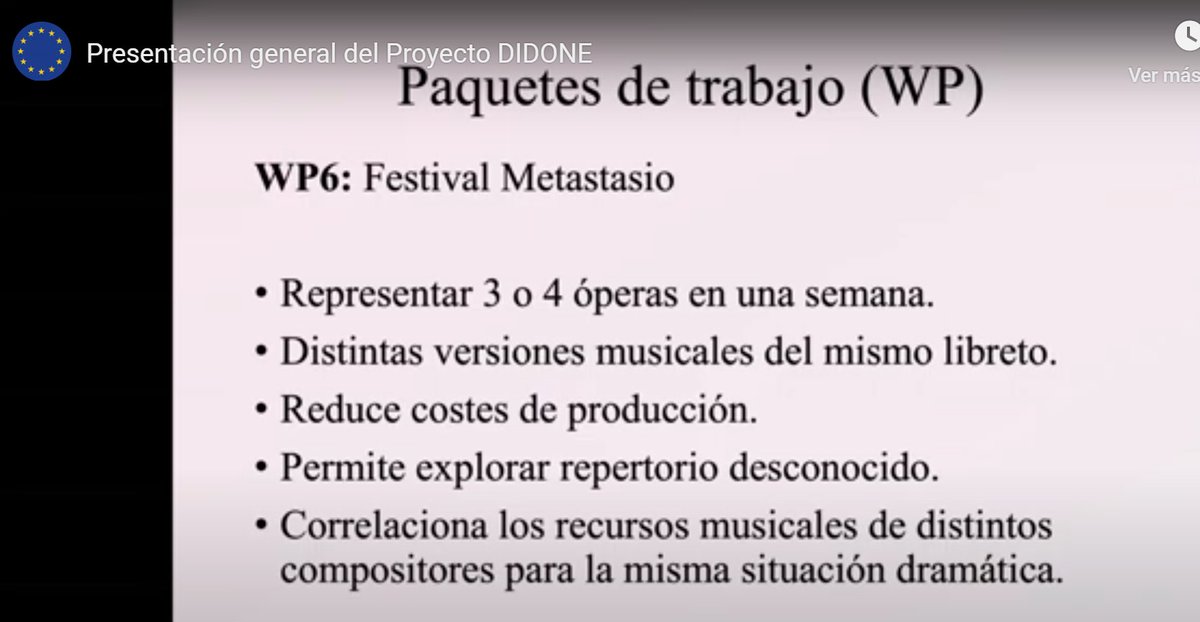 Presentación general del Proyecto DIDONE
Ver más
Paquetes de trabajo (WP)
WP6: Festival Metastasio
• Representar 3 o 4 óperas en una semana.
• Distintas versiones musicales del mismo libreto.
• Reduce costes de producción.
• Permite explorar repertorio desconocido.
• Correlaciona los recursos musicales de distintos
compositores para la misma situación dramática.